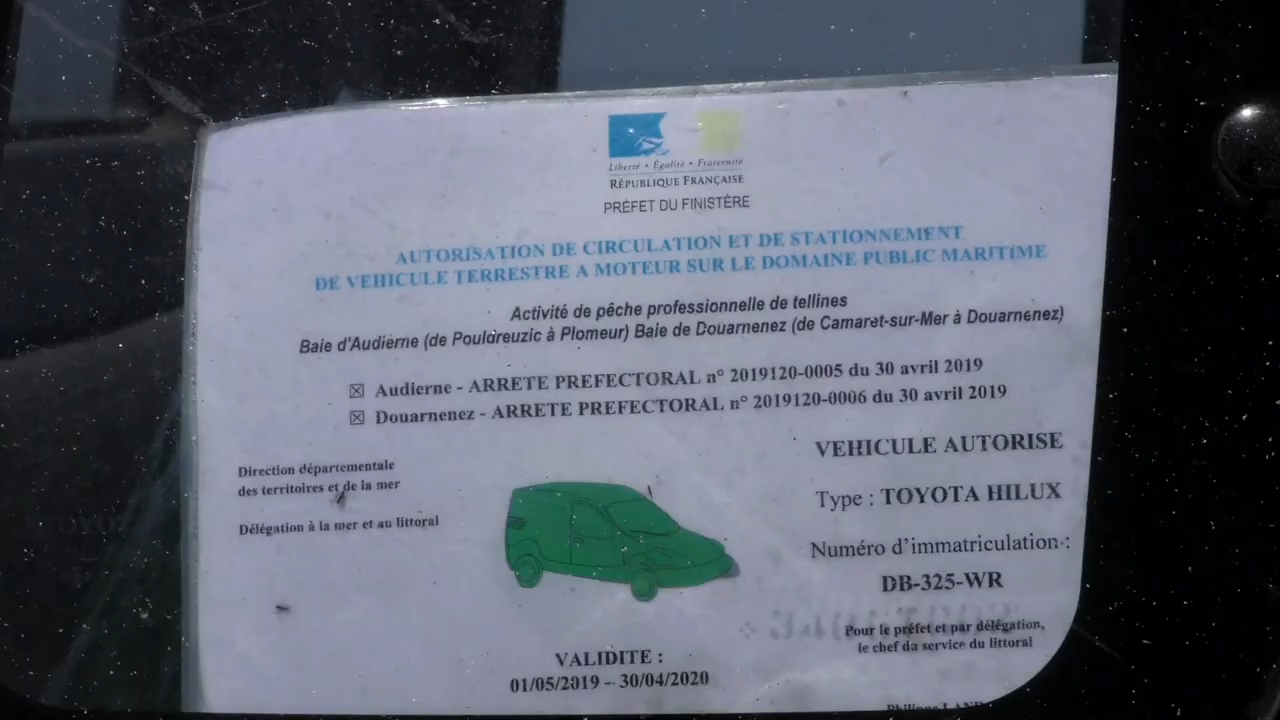 Liberté • Égalité • Fraternité
RÉPUBLIQUE FRANÇAISE
PRÉFET DU FINISTÈRE
AUTORISATION DE CIRCULATION ET DE STATIONNEMENT
DE VEHICULE TERRESTRE A MOTEUR SUR LE DOMAINE PUBLIC MARITIME
Activité de pêche professionnelle de tellines
Baie d'Audierne (de Pouldreuzic à Plomeur) Baie de Douarnenez (de Camaret-sur-Mer à Douarnenez)
☒ Audierne - ARRETE PREFECTORAL n° 2019120-0005 du 30 avril 2019
☒ Douarnenez - ARRETE PREFECTORAL n° 2019120-0006 du 30 avril 2019
Direction départementale
des territoires et de la mer
Délégation à la mer et au littoral
VEHICULE AUTORISE
Type : TOYOTA HILUX
Numéro d'immatriculation :
DB-325-WR
Pour le préfet et par délégation,
le chef du service du littoral
VALIDITE :
01/05/2019 – 30/04/2020
Philippe